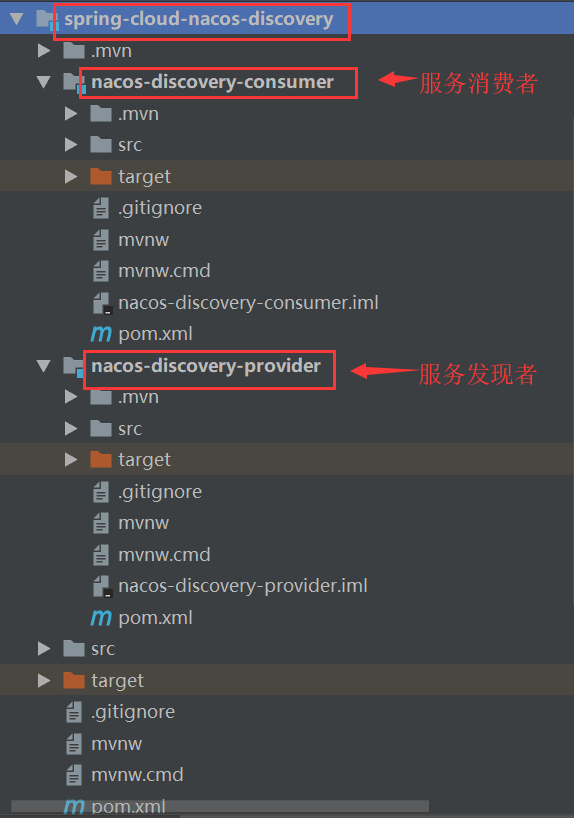 spring-cloud-nacos-discovery
.mvn
nacos-discovery-consumer 服务消费者
.mvn
src
target
.gitignore
mvnw
mvnw.cmd
nacos-discovery-consumer.iml
pom.xml
nacos-discovery-provider 服务发现者
.mvn
src
target
.gitignore
mvnw
mvnw.cmd
nacos-discovery-provider.iml
pom.xml
src
target
.gitignore
mvnw
mvnw.cmd
pom.xml